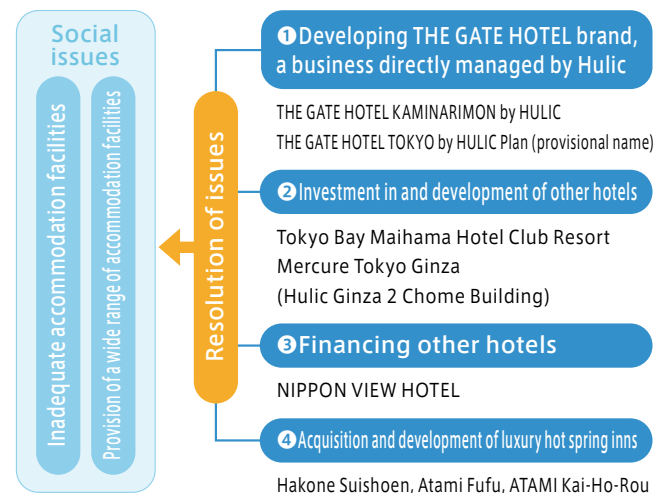 Social
issues
Inadequate accommodation facilities
Provision of a wide range of accommodation facilities
Resolution of issues
❶Developing THE GATE HOTEL brand,
a business directly managed by Hulic
THE GATE HOTEL KAMINARIMON by HULIC
THE GATE HOTEL TOKYO by HULIC Plan (provisional name)
❷Investment in and development of other hotels
Tokyo Bay Maihama Hotel Club Resort
Mercure Tokyo Ginza
(Hulic Ginza 2 Chome Building)
❸Financing other hotels
NIPPON VIEW HOTEL
❹Acquisition and development of luxury hot spring inns
Hakone Suishoen, Atami Fufu, ATAMI Kai-Ho-Rou